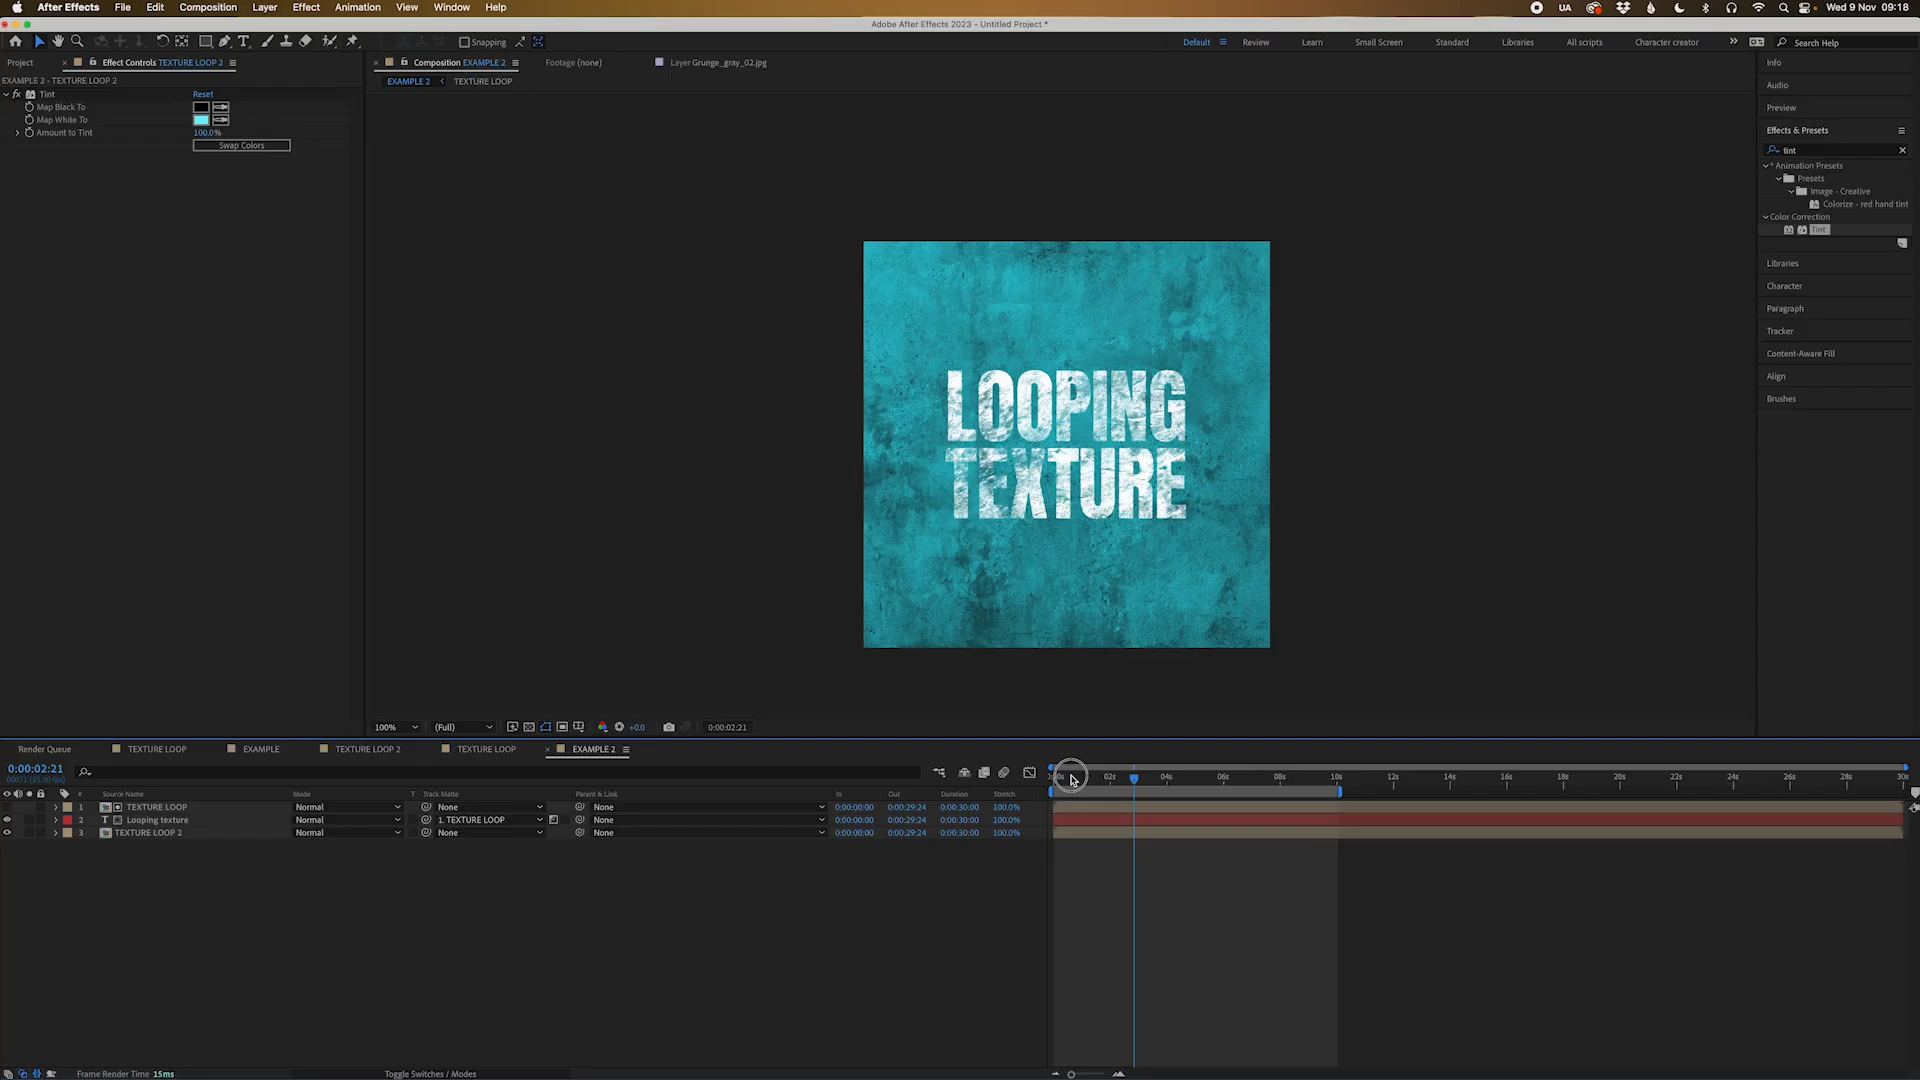 After Effects File Edit Composition Layer Effect Animation View Window Help UA Wed 9 Nov 09:18
Adobe After Effects 2023 - Untitled Project *
Snapping Default Review Learn Small Screen Standard Libraries All scripts Character creator Search Help
Project Effect Controls TEXTURE LOOP 2 Composition EXAMPLE 2 Footage (none) Layer Grunge_gray_02.jpg Info
EXAMPLE 2 - TEXTURE LOOP 2 EXAMPLE 2 TEXTURE LOOP Audio
fx Tint Reset
Map Black To Preview
Map White To
Amount to Tint 100.0% Effects & Presets
Swap Colors tint
* Animation Presets
Presets
Image - Creative
Colorize - red hand tint
Color Correction
Tint
Libraries
Character
Paragraph
Tracker
Content-Aware Fill
Align
Brushes
LOOPING
TEXTURE
100% (Full) +0.0 0:00:02:21
Render Queue TEXTURE LOOP EXAMPLE TEXTURE LOOP 2 TEXTURE LOOP EXAMPLE 2
0:00:02:21
00071 (25.00 fps)
02s 04s 06s 08s 10s 12s 14s 16s 18s 20s 22s 24s 26s 28s 30s
# Source Name Mode T Track Matte Parent & Link In Out Duration Stretch
1 TEXTURE LOOP Normal None None 0:00:00:00 0:00:29:24 0:00:30:00 100.0%
2 T Looping texture Normal 1. TEXTURE LOOP None 0:00:00:00 0:00:29:24 0:00:30:00 100.0%
3 TEXTURE LOOP 2 Normal None None 0:00:00:00 0:00:29:24 0:00:30:00 100.0%
Frame Render Time 15ms Toggle Switches / Modes